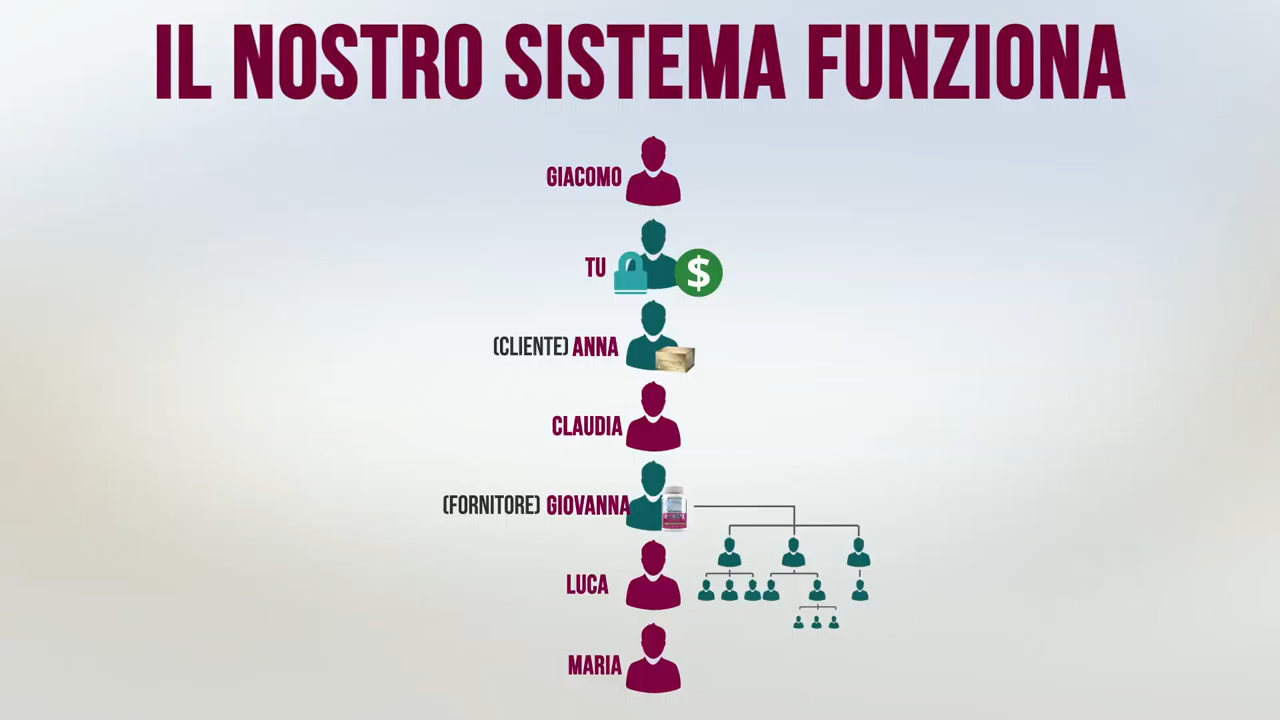 IL NOSTRO SISTEMA FUNZIONA
GIACOMO
TU
$
(CLIENTE) ANNA
CLAUDIA
(FORNITORE) GIOVANNA
LUCA
MARIA